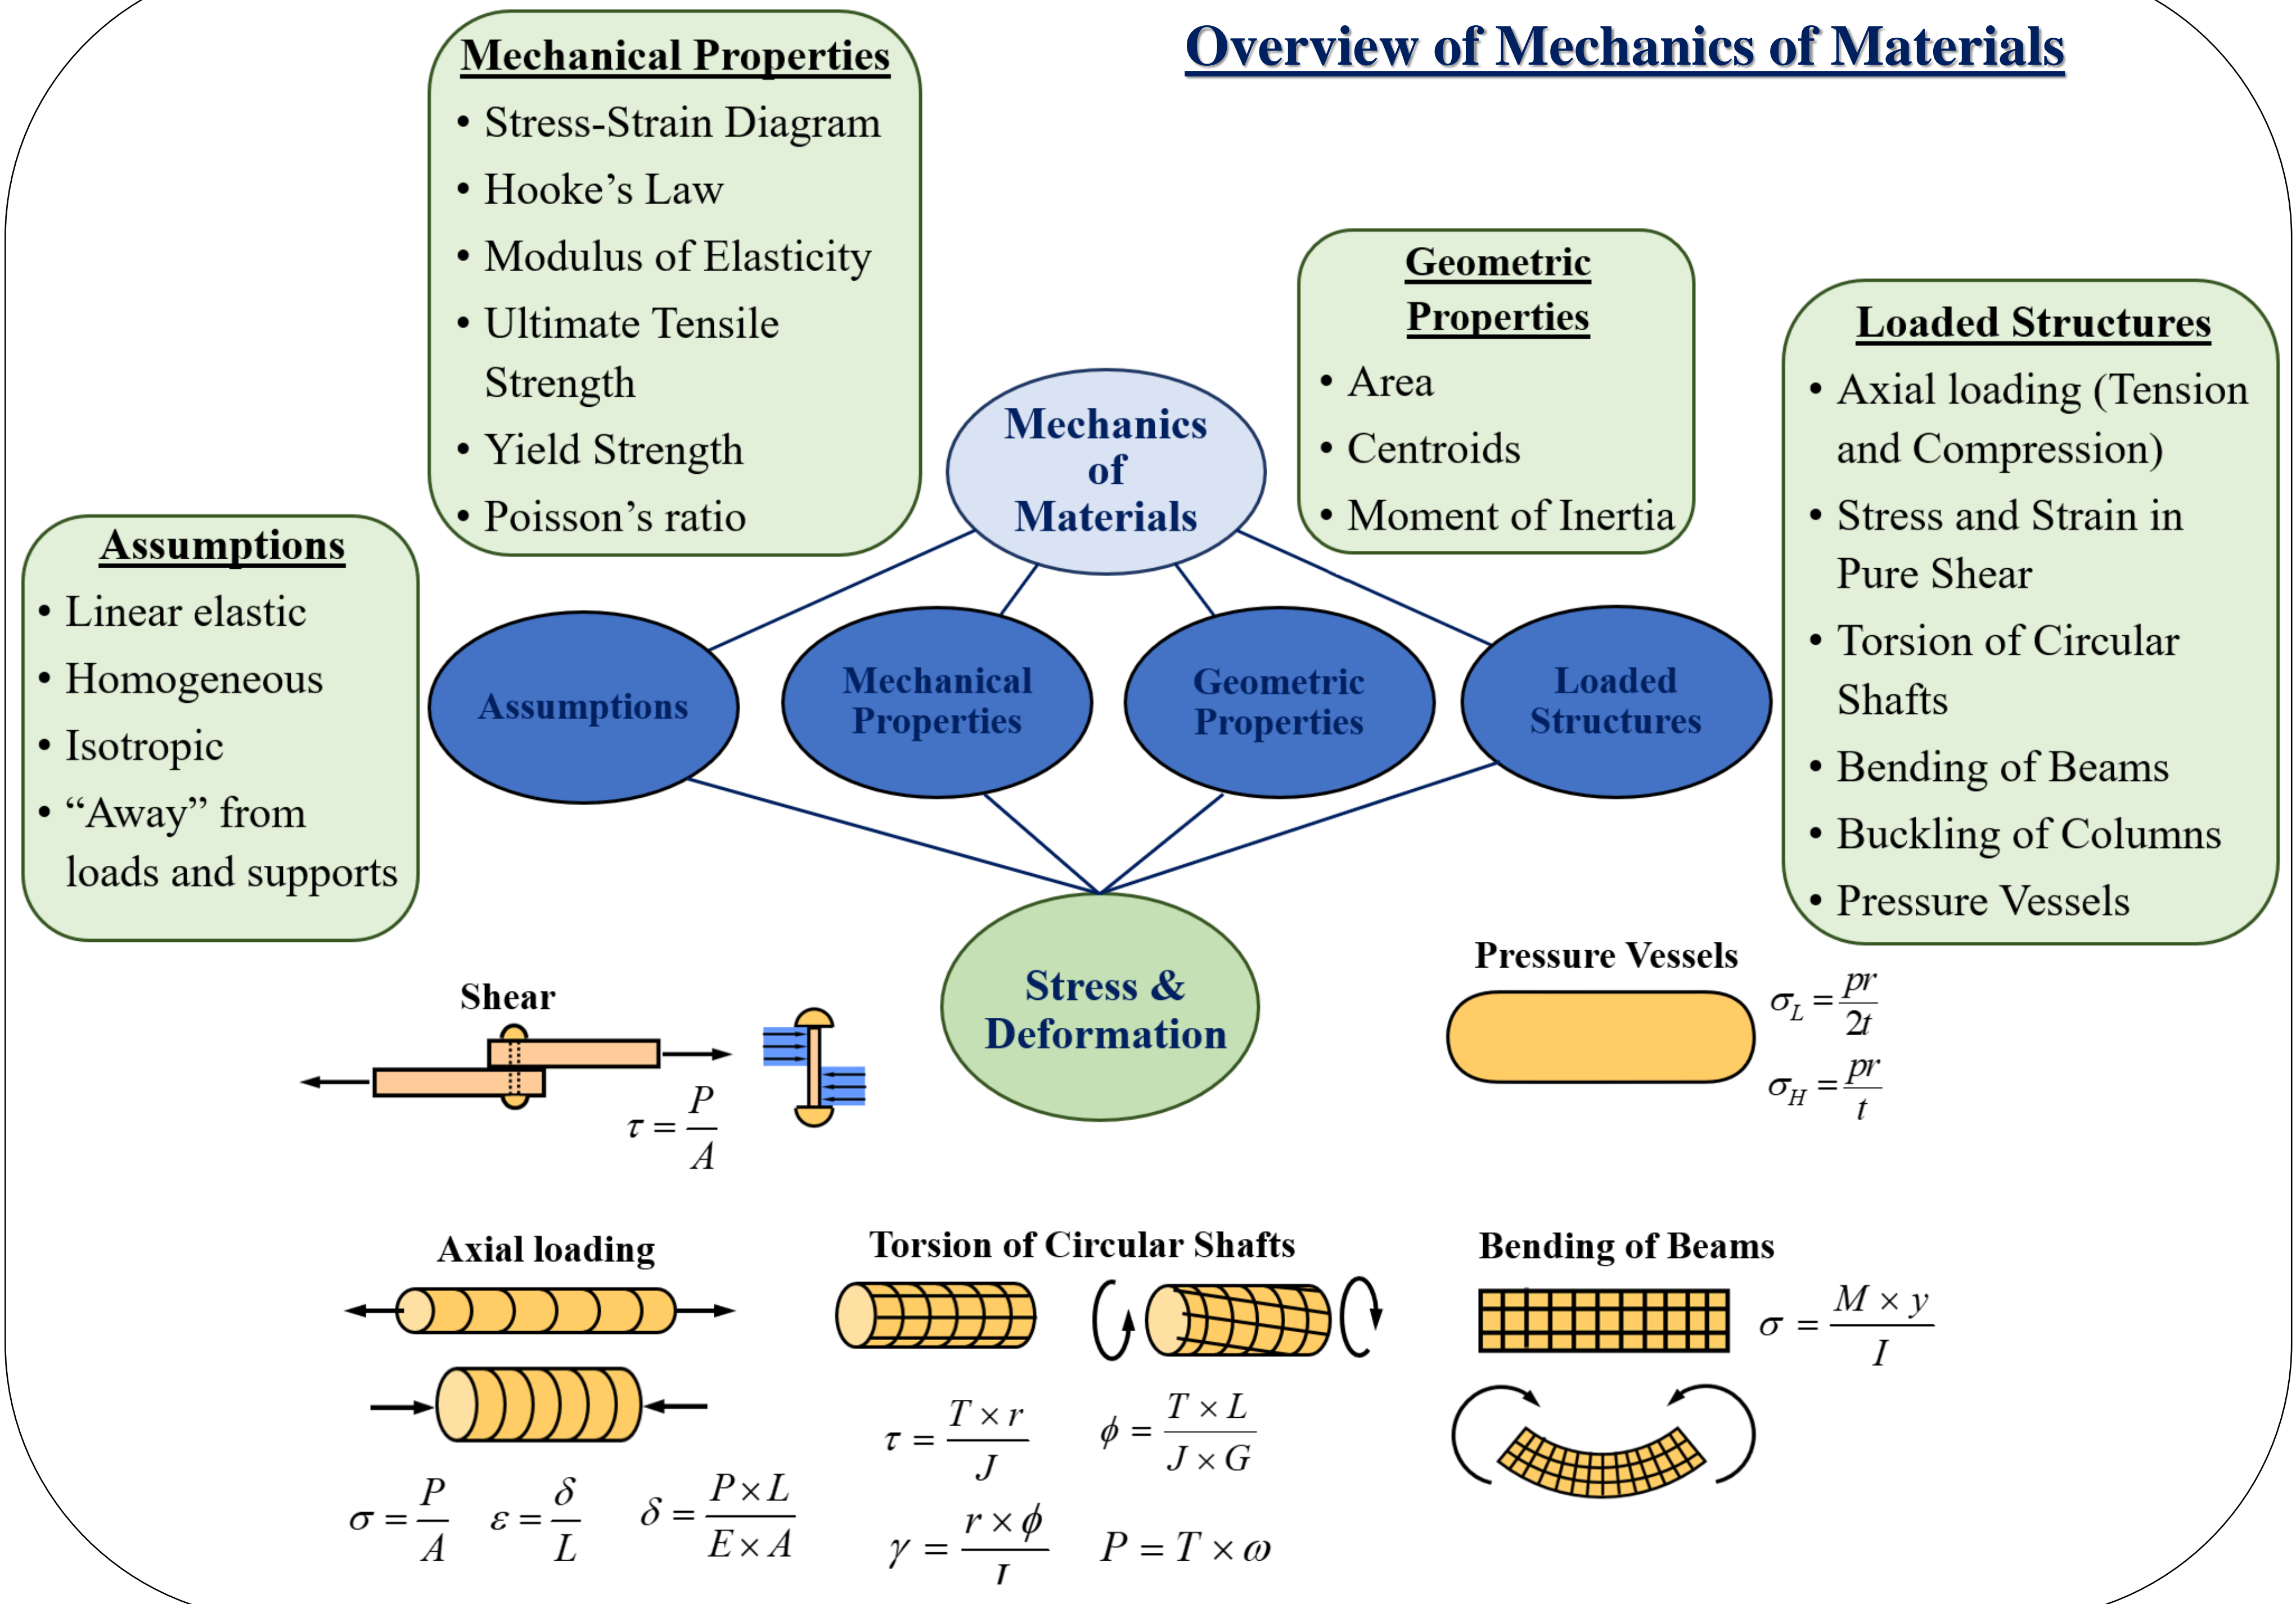 Overview of Mechanics of Materials
Mechanical Properties
• Stress-Strain Diagram
• Hooke’s Law
• Modulus of Elasticity
• Ultimate Tensile
Strength
• Yield Strength
• Poisson’s ratio
Geometric
Properties
• Area
• Centroids
• Moment of Inertia
Loaded Structures
• Axial loading (Tension
and Compression)
• Stress and Strain in
Pure Shear
• Torsion of Circular
Shafts
• Bending of Beams
• Buckling of Columns
• Pressure Vessels
Assumptions
• Linear elastic
• Homogeneous
• Isotropic
• “Away” from
loads and supports
Mechanics
of
Materials
Assumptions
Mechanical
Properties
Geometric
Properties
Loaded
Structures
Stress &
Deformation
Shear
τ = P/A
Pressure Vessels
σ_L = pr/2t
σ_H = pr/t
Axial loading
σ = P/A ε = δ/L δ = P × L/E × A
Torsion of Circular Shafts
τ = T × r/J φ = T × L/J × G
γ = r × φ/ P = T × ω
Bending of Beams
σ = M × y/I